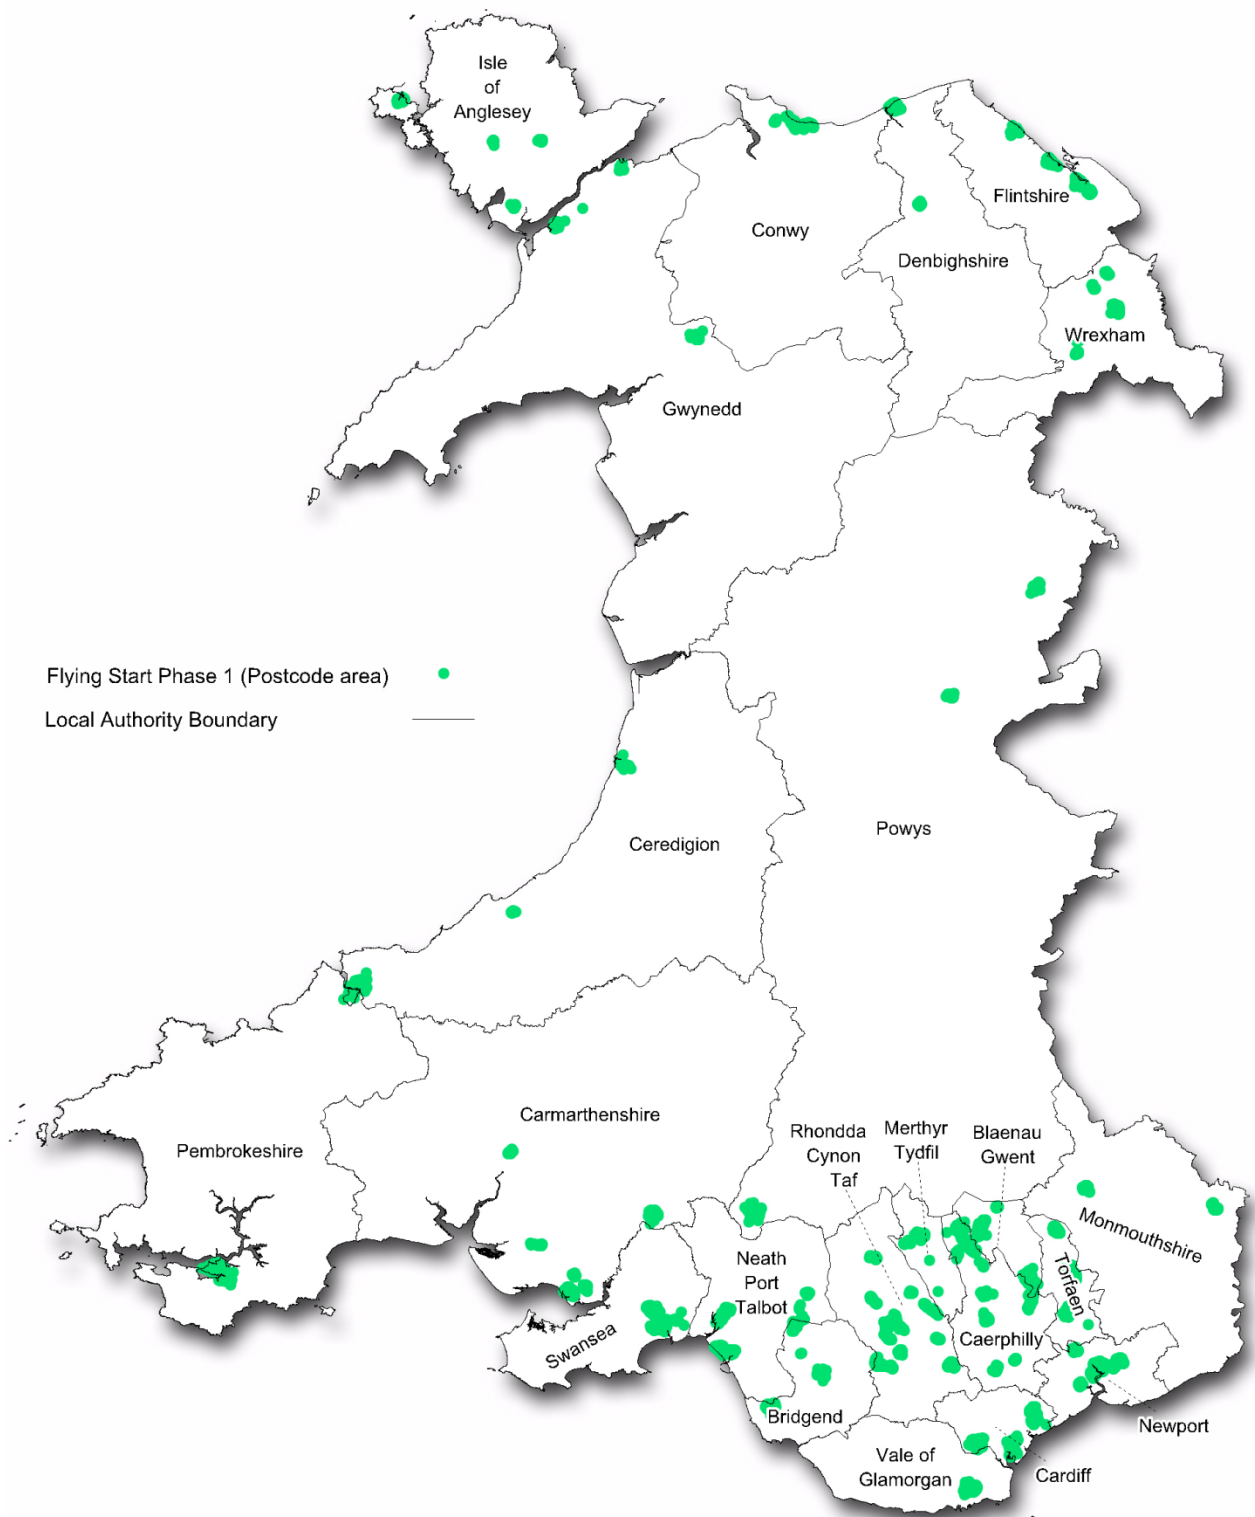 Isle
of
Anglesey
Flintshire
Conwy
Denbighshire
Wrexham
Gwynedd
Flying Start Phase 1 (Postcode area)
Local Authority Boundary
Powys
Ceredigion
Carmarthenshire
Pembrokeshire
Rhondda
Cynon
Taf
Merthyr
Tydfil
Blaenau
Gwent
Monmouthshire
Neath
Port
Talbot
Torfaen
Swansea
Caerphilly
Bridgend
Newport
Vale of
Glamorgan
Cardiff